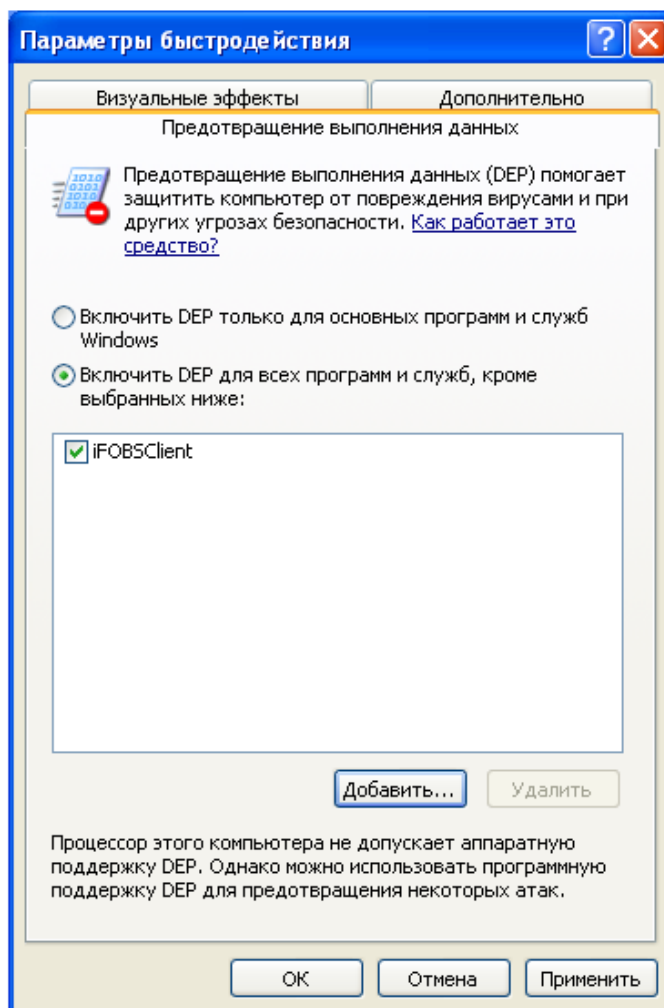 Параметры быстродействия
Визуальные эффекты
Дополнительно
Предотвращение выполнения данных
Предотвращение выполнения данных (DEP) помогает
защитить компьютер от повреждения вирусами и при
других угрозах безопасности. Как работает это
средство?
Включить DEP только для основных программ и служб
Windows
Включить DEP для всех программ и служб, кроме
выбранных ниже:
iFOBSClient
Добавить...
Удалить
Процессор этого компьютера не допускает аппаратную
поддержку DEP. Однако можно использовать программную
поддержку DEP для предотвращения некоторых атак.
ОК
Отмена
Применить